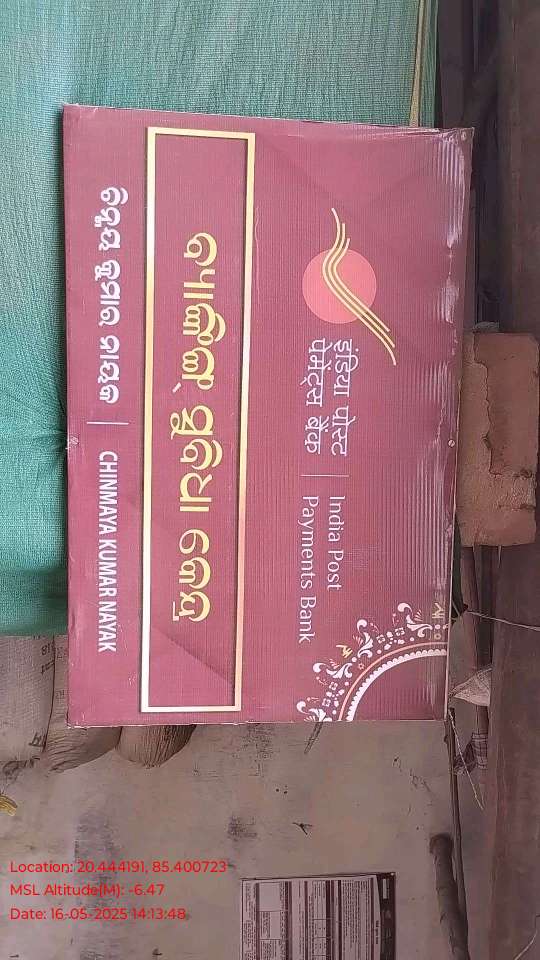 इंडिया पोस्ट
पेमेंट्स बैंक
India Post
Payments Bank
ବ୍ୟାଙ୍କିଙ୍ଗ୍ ସୁବିଧା କେନ୍ଦ୍ର
ଚିନ୍ମୟ କୁମାର ନାୟକ | CHINMAYA KUMAR NAYAK
Location: 20.444191, 85.400723
MSL Altitude(M): -6.47
Date: 16-05-2025 14:13:48